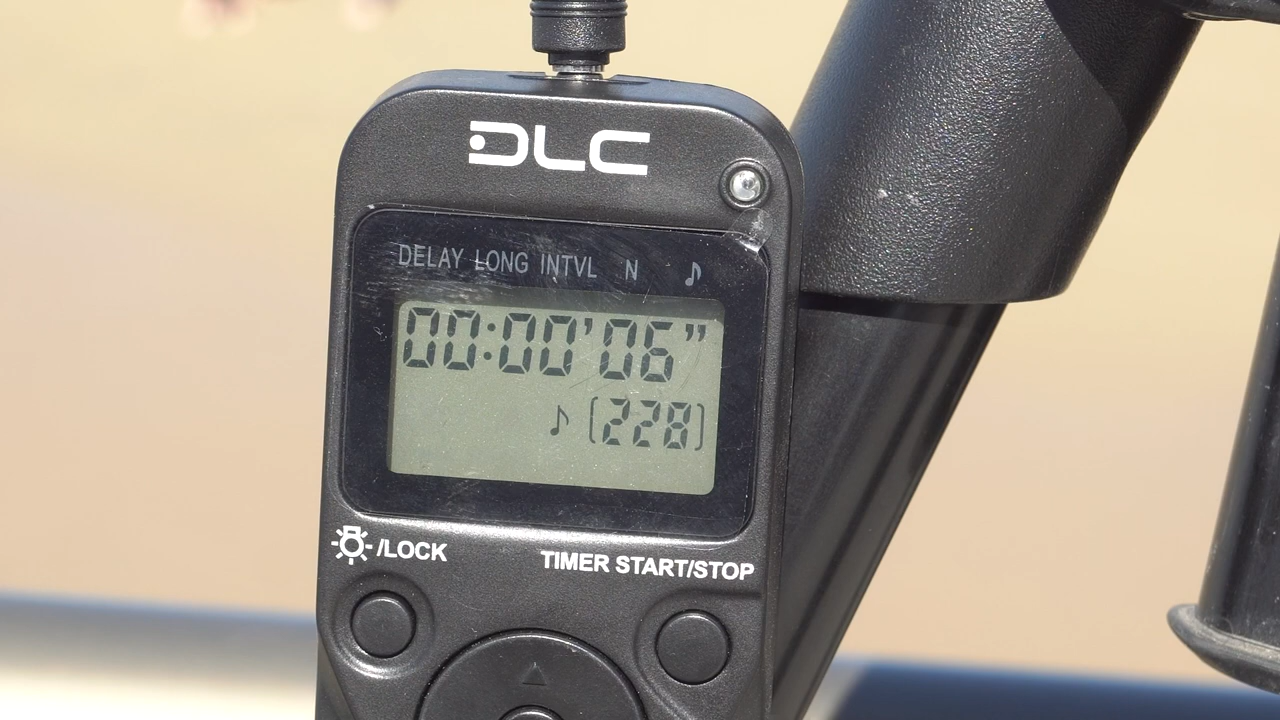 DLC
DELAY LONG INTVL N ♪
00:00'06"
♪ [228]
/LOCK
TIMER START/STOP